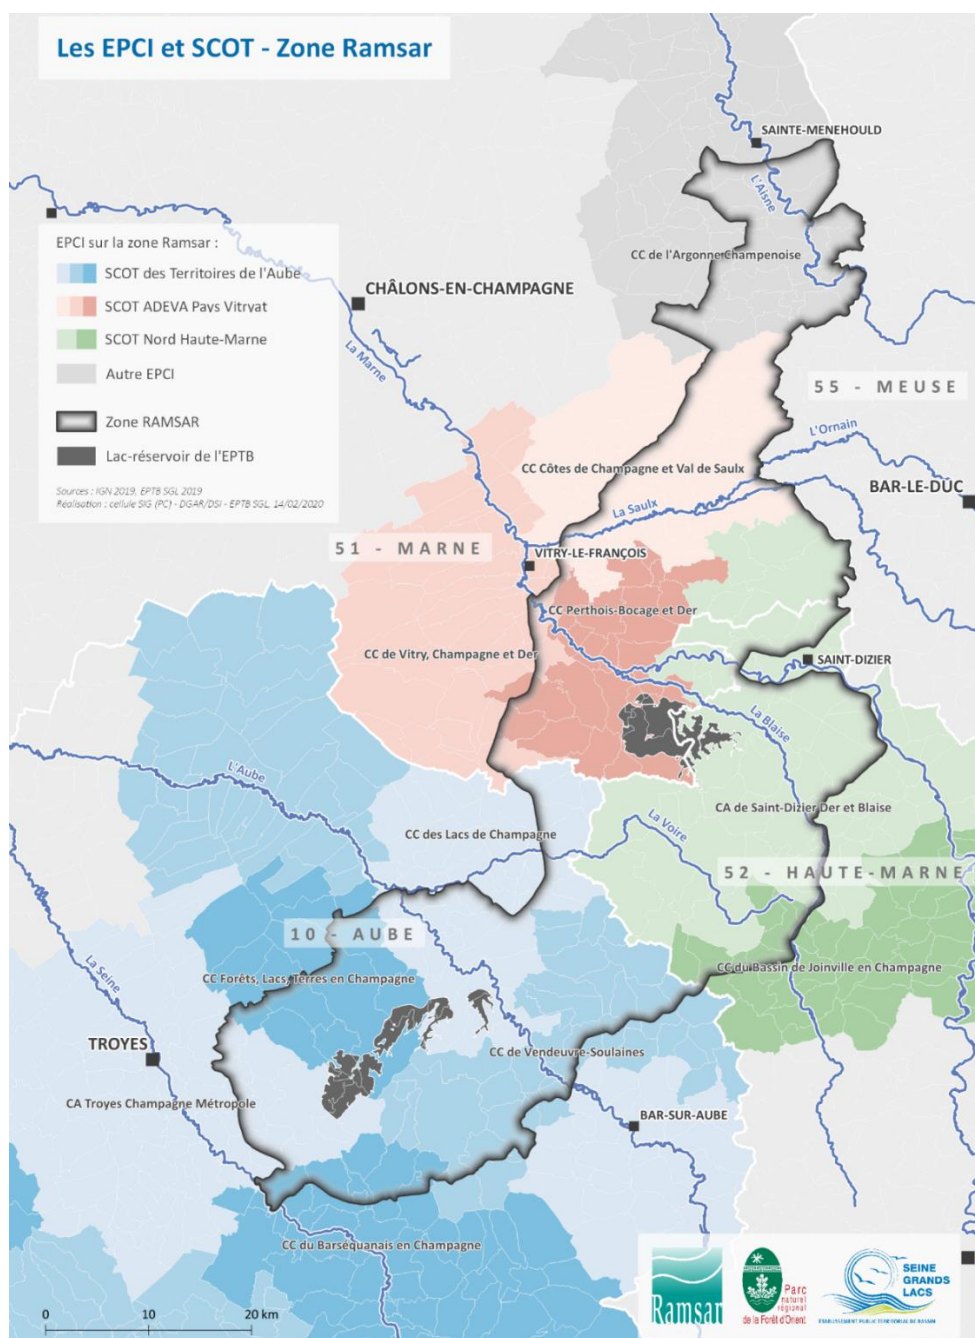 Les EPCI et SCOT - Zone Ramsar
SAINTE-MENEHOULD
L'Aisne
EPCI sur la zone Ramsar :
SCOT des Territoires de l'Aube
SCOT ADEVA Pays Vitryat
SCOT Nord Haute-Marne
Autre EPCI
Zone RAMSAR
Lac-réservoir de l'EPTB
Sources : IGN 2019, EPTB SGL 2019
Réalisation : cellule SIG (PC) - DGAR/DSI - EPTB SGL, 14/02/2020
CC de l'Argonne Champenoise
CHÂLONS-EN-CHAMPAGNE
La Marne
55 - MEUSE
L'Ornain
CC Côtes de Champagne et Val de Saulx
BAR-LE-DUC
La Saulx
51 - MARNE
VITRY-LE-FRANÇOIS
CC Perthois-Bocage et Der
CC de Vitry, Champagne et Der
SAINT-DIZIER
La Blaise
L'Aube
CA de Saint-Dizier Der et Blaise
La Voire
CC des Lacs de Champagne
52 - HAUTE-MARNE
10 - AUBE
La Seine
CC Forêts, Lacs, Terres en Champagne
CC du Bassin de Joinville en Champagne
TROYES
CC de Vendeuvre-Soulaines
CA Troyes Champagne Métropole
BAR-SUR-AUBE
CC du Barséquanais en Champagne
0 10 20 km
Ramsar
Parc
naturel
régional
de la Forêt d'Orient
SEINE
GRANDS
LACS
ÉTABLISSEMENT PUBLIC TERRITORIAL DE BASSIN